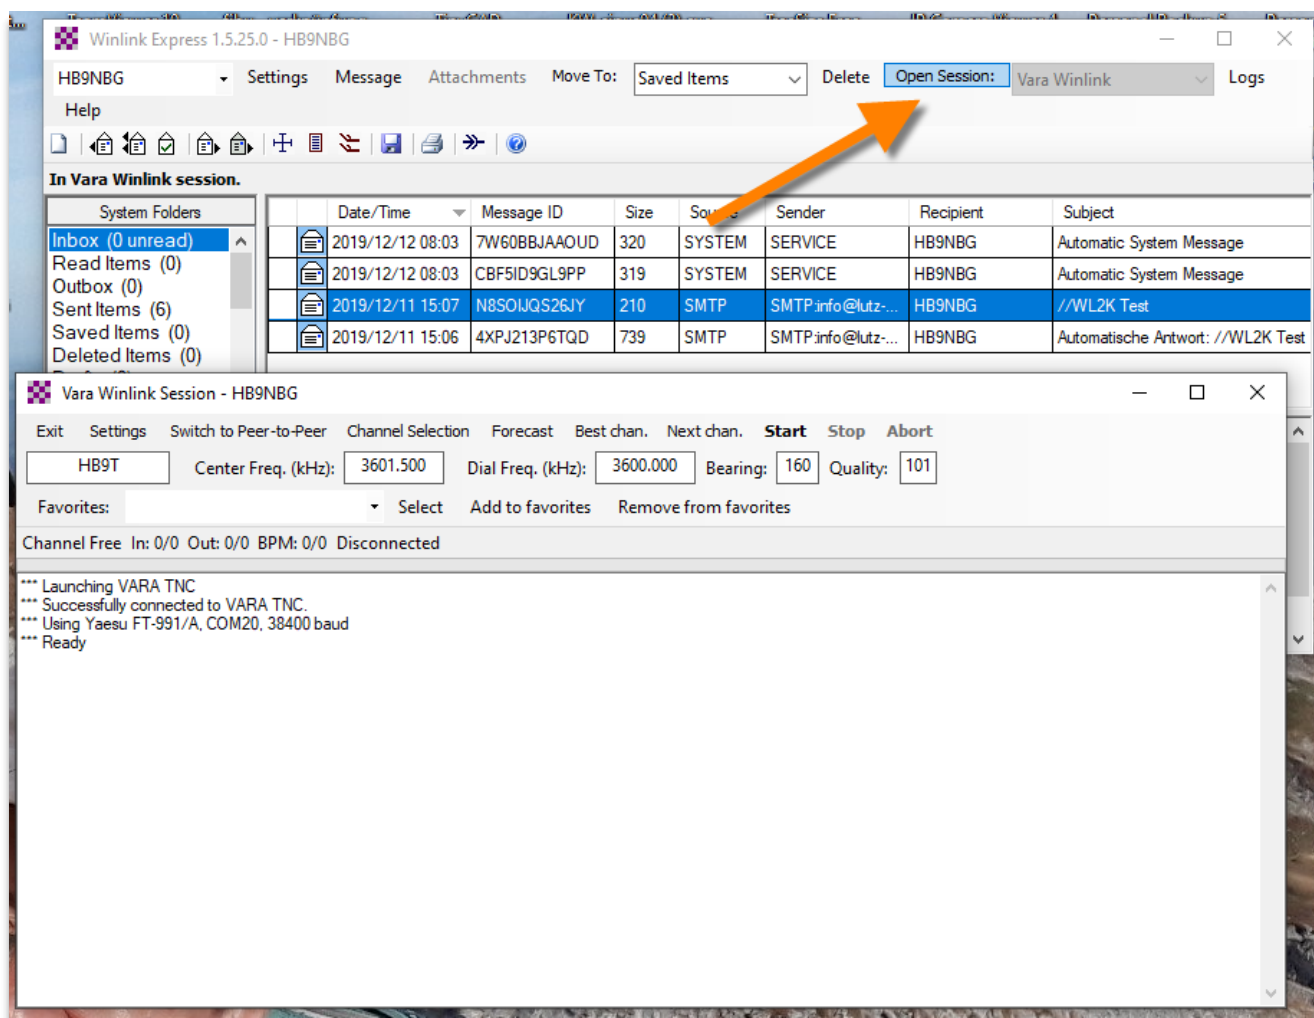 Winlink Express 1.5.25.0 - HB9NBG
HB9NBG Settings Message Attachments Move To: Saved Items Delete Open Session: Vara Winlink Logs
Help
In Vara Winlink session.
System Folders Date/Time Message ID Size Source Sender Recipient Subject
Inbox (0 unread) 2019/12/12 08:03 7W60BBJAAOUD 320 SYSTEM SERVICE HB9NBG Automatic System Message
Read Items (0) 2019/12/12 08:03 CBF5ID9GL9PP 319 SYSTEM SERVICE HB9NBG Automatic System Message
Outbox (0)
Sent Items (6) 2019/12/11 15:07 N8SOIJQS26JY 210 SMTP SMTP:info@lutz-... HB9NBG //WL2K Test
Saved Items (0) 2019/12/11 15:06 4XPJ213P6TQD 739 SMTP SMTP:info@lutz-... HB9NBG Automatische Antwort: //WL2K Test
Deleted Items (0)
Vara Winlink Session - HB9NBG
Exit Settings Switch to Peer-to-Peer Channel Selection Forecast Best chan. Next chan. Start Stop Abort
HB9T Center Freq. (kHz): 3601.500 Dial Freq. (kHz): 3600.000 Bearing: 160 Quality: 101
Favorites: Select Add to favorites Remove from favorites
Channel Free In: 0/0 Out: 0/0 BPM: 0/0 Disconnected
*** Launching VARA TNC
*** Successfully connected to VARA TNC.
*** Using Yaesu FT-991/A, COM20, 38400 baud
*** Ready